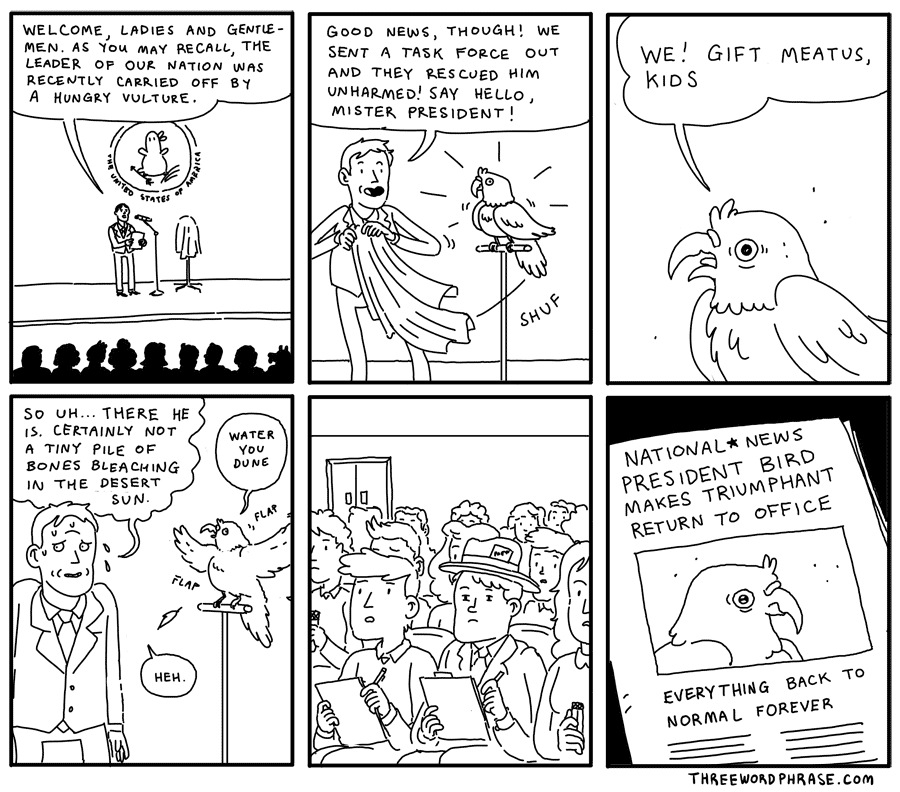 WELCOME, LADIES AND GENTLE-
MEN. AS YOU MAY RECALL, THE
LEADER OF OUR NATION WAS
RECENTLY CARRIED OFF BY
A HUNGRY VULTURE.
THE UNITED STATES OF AMERICA
GOOD NEWS, THOUGH! WE
SENT A TASK FORCE OUT
AND THEY RESCUED HIM
UNHARMED! SAY HELLO,
MISTER PRESIDENT!
SHUF
WE! GIFT MEATUS,
KIDS
SO UH... THERE HE
IS. CERTAINLY NOT
A TINY PILE OF
BONES BLEACHING
IN THE DESERT
SUN.
WATER
YOU
DUNE
FLAP
FLAP
HEH.
NATIONAL★NEWS
PRESIDENT BIRD
MAKES TRIUMPHANT
RETURN TO OFFICE
EVERYTHING BACK TO
NORMAL FOREVER
THREEWORDPHRASE.COM